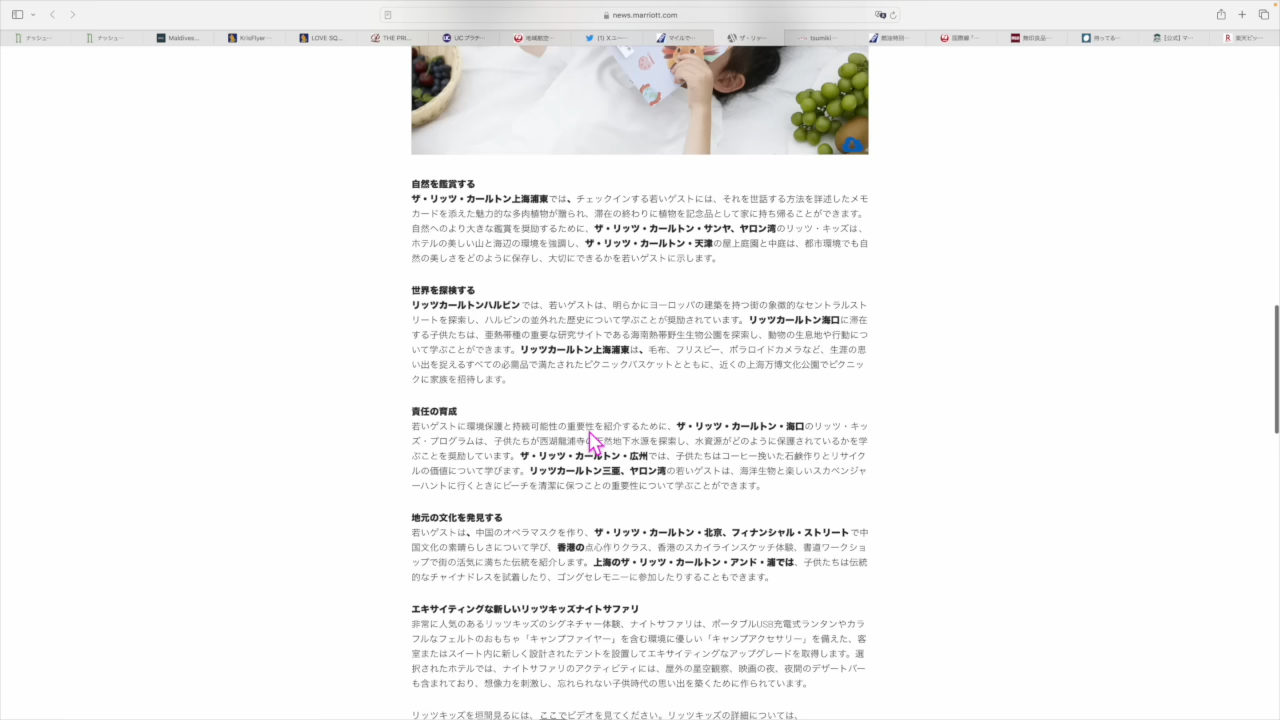 news.marriott.com
ナッシュ…
ナッシュ…
Maldives…
KrisFlyer…
LOVE SQ…
THE PRI…
UC プラチ…
地域航空…
(1) Xユー…
マイルで…
ザ・リッ…
tsumiki…
燃油特別…
国際線「…
無印良品…
持ってる…
【公式】マ…
楽天ビッ…
自然を鑑賞する
ザ・リッツ・カールトン上海浦東では、チェックインする若いゲストには、それを世話する方法を詳述したメモ
カードを添えた魅力的な多肉植物が贈られ、滞在の終わりに植物を記念品として家に持ち帰ることができます。
自然へのより大きな鑑賞を奨励するために、ザ・リッツ・カールトン・サンヤ、ヤロン湾のリッツ・キッズは、
ホテルの美しい山と海辺の環境を強調し、ザ・リッツ・カールトン・天津の屋上庭園と中庭は、都市環境でも自
然の美しさをどのように保存し、大切にできるかを若いゲストに示します。
世界を探検する
リッツカールトンハルビンでは、若いゲストは、明らかにヨーロッパの建築を持つ街の象徴的なセントラルスト
リートを探索し、ハルビンの並外れた歴史について学ぶことが奨励されています。リッツカールトン海口に滞在
する子供たちは、亜熱帯種の重要な研究サイトである海南熱帯野生生物公園を探索し、動物の生息地や行動につ
いて学ぶことができます。リッツカールトン上海浦東は、毛布、フリスビー、ポラロイドカメラなど、生涯の思
い出を捉えるすべての必需品で満たされたピクニックバスケットとともに、近くの上海万博文化公園でピクニッ
クに家族を招待します。
責任の育成
若いゲストに環境保護と持続可能性の重要性を紹介するために、ザ・リッツ・カールトン・海口のリッツ・キッ
ズ・プログラムは、子供たちが西湖龍浦寺の天然地下水源を探索し、水資源がどのように保護されているかを学
ぶことを奨励しています。ザ・リッツ・カールトン・広州では、子供たちはコーヒー挽いた石鹸作りとリサイク
ルの価値について学びます。リッツカールトン三亜、ヤロン湾の若いゲストは、海洋生物と楽しいスカベンジャ
ーハントに行くときにビーチを清潔に保つことの重要性について学ぶことができます。
地元の文化を発見する
若いゲストは、中国のオペラマスクを作り、ザ・リッツ・カールトン・北京、フィナンシャル・ストリートで中
国文化の素晴らしさについて学び、香港の点心作りクラス、香港のスカイラインスケッチ体験、書道ワークショ
ップで街の活気に満ちた伝統を紹介します。上海のザ・リッツ・カールトン・アンド・浦では、子供たちは伝統
的なチャイナドレスを試着したり、ゴングセレモニーに参加したりすることもできます。
エキサイティングな新しいリッツキッズナイトサファリ
非常に人気のあるリッツキッズのシグネチャー体験、ナイトサファリは、ポータブルUSB充電式ランタンやカラ
フルなフェルトのおもちゃ「キャンプファイヤー」を含む環境に優しい「キャンプアクセサリー」を備えた、客
室またはスイート内に新しく設計されたテントを設置してエキサイティングなアップグレードを取得します。選
択されたホテルでは、ナイトサファリのアクティビティには、屋外の星空観察、映画の夜、夜間のデザートバー
も含まれており、想像力を刺激し、忘れられない子供時代の思い出を築くために作られています。
リッツキッズを垣間見るには、ここでビデオを見てください。リッツキッズの詳細については、